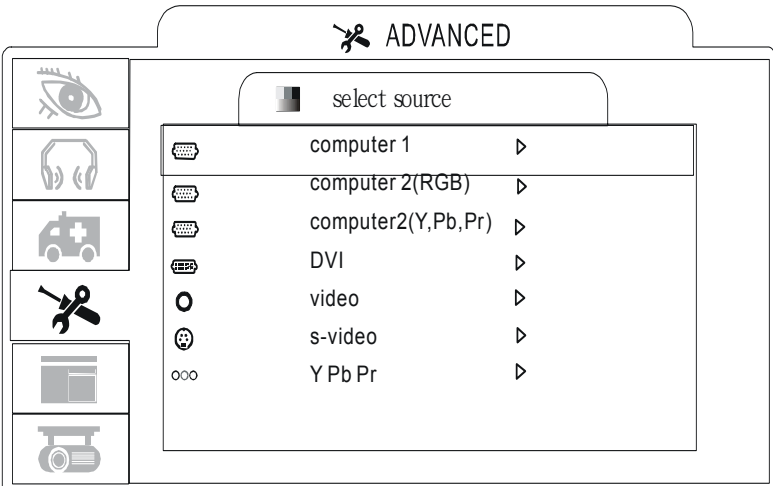 ADVANCED
select source
computer 1
computer 2(RGB)
computer2(Y,Pb,Pr)
DVI
video
s-video
Y Pb Pr